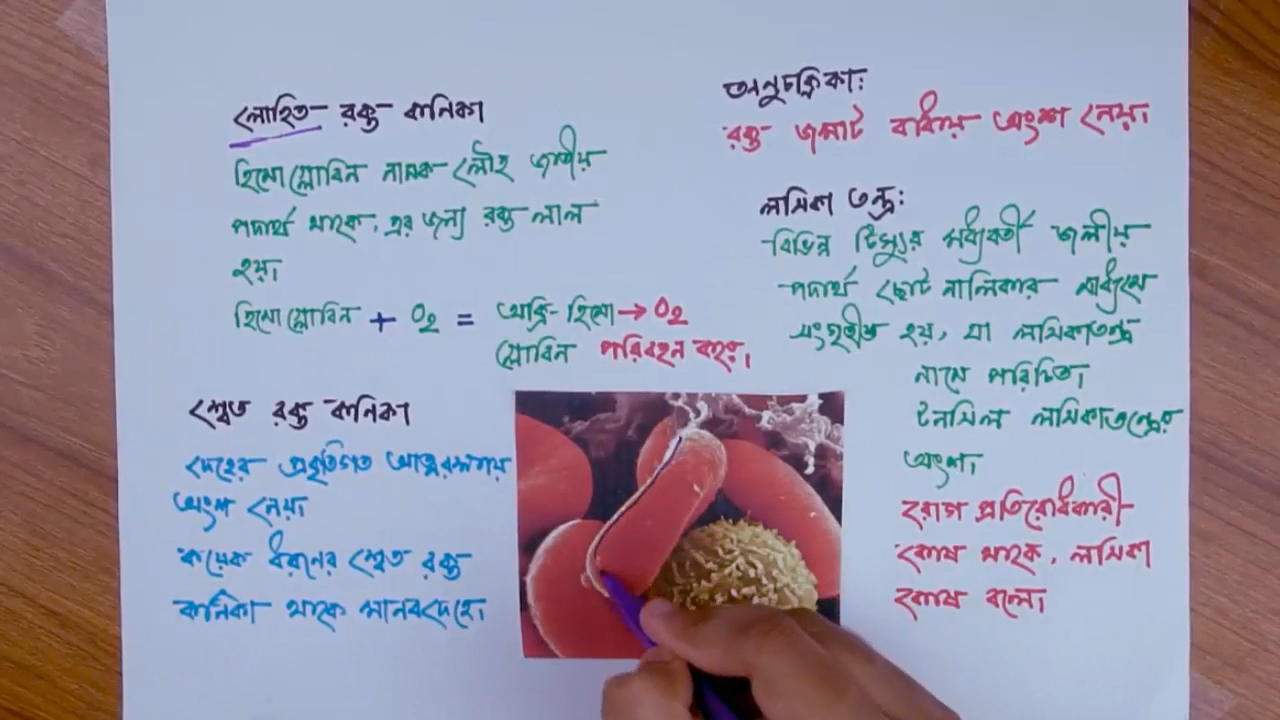 লোহিত রক্ত কনিকা
হিমোগ্লোবিন নামক লৌহ জাতীয়
পদার্থ থাকে, এর জন্য রক্ত লাল
হয়।
হিমোগ্লোবিন + O₂ = অক্সি-হিমো → O₂
গ্লোবিন পরিবহন করে।
শ্বেত রক্ত কনিকা
দেহের প্রকৃতিগত আত্মরক্ষায়
অংশ নেয়।
কয়েক ধরনের শ্বেত রক্ত
কনিকা থাকে মানবদেহে।
অনুচক্রিকা:
রক্ত জমাট বাধায় অংশ নেয়।
লসিকা তন্ত্র:
বিভিন্ন টিস্যুর মধ্যবর্তী জলীয়
পদার্থ ছোট নালিকার মাধ্যমে
সংগৃহীত হয়, যা লসিকাতন্ত্র
নামে পরিচিত।
টনসিল লসিকাতন্ত্রের
অংশ।
রোগ প্রতিরোধকারী
কোষ থাকে, লসিকা
কোষ বলে।